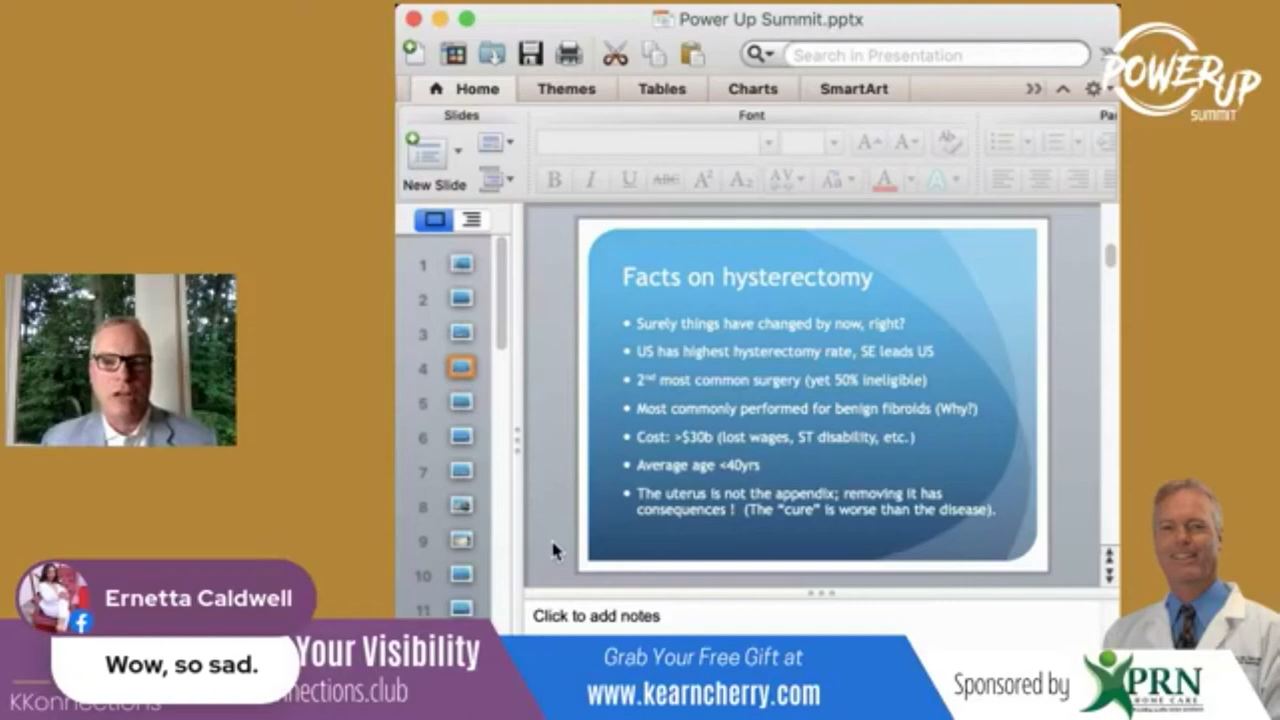 Power Up Summit.pptx
Search in Presentation
POWER UP
SUMMIT
Home
Themes
Tables
Charts
SmartArt
Slides
Font
New Slide
B I U ABC A² A₂
1
2
3
4
5
6
7
8
9
10
11
Facts on hysterectomy
• Surely things have changed by now, right?
• US has highest hysterectomy rate, SE leads US
• 2nd most common surgery (yet 50% ineligible)
• Most commonly performed for benign fibroids (Why?)
• Cost: >$30b (lost wages, ST disability, etc.)
• Average age <40yrs
• The uterus is not the appendix; removing it has
consequences ! (The “cure” is worse than the disease).
Click to add notes
Ernetta Caldwell
Wow, so sad.
Your Visibility
nnections.club
KKonnections
Grab Your Free Gift at
www.kearncherry.com
Sponsored by
PRN
HOME CARE